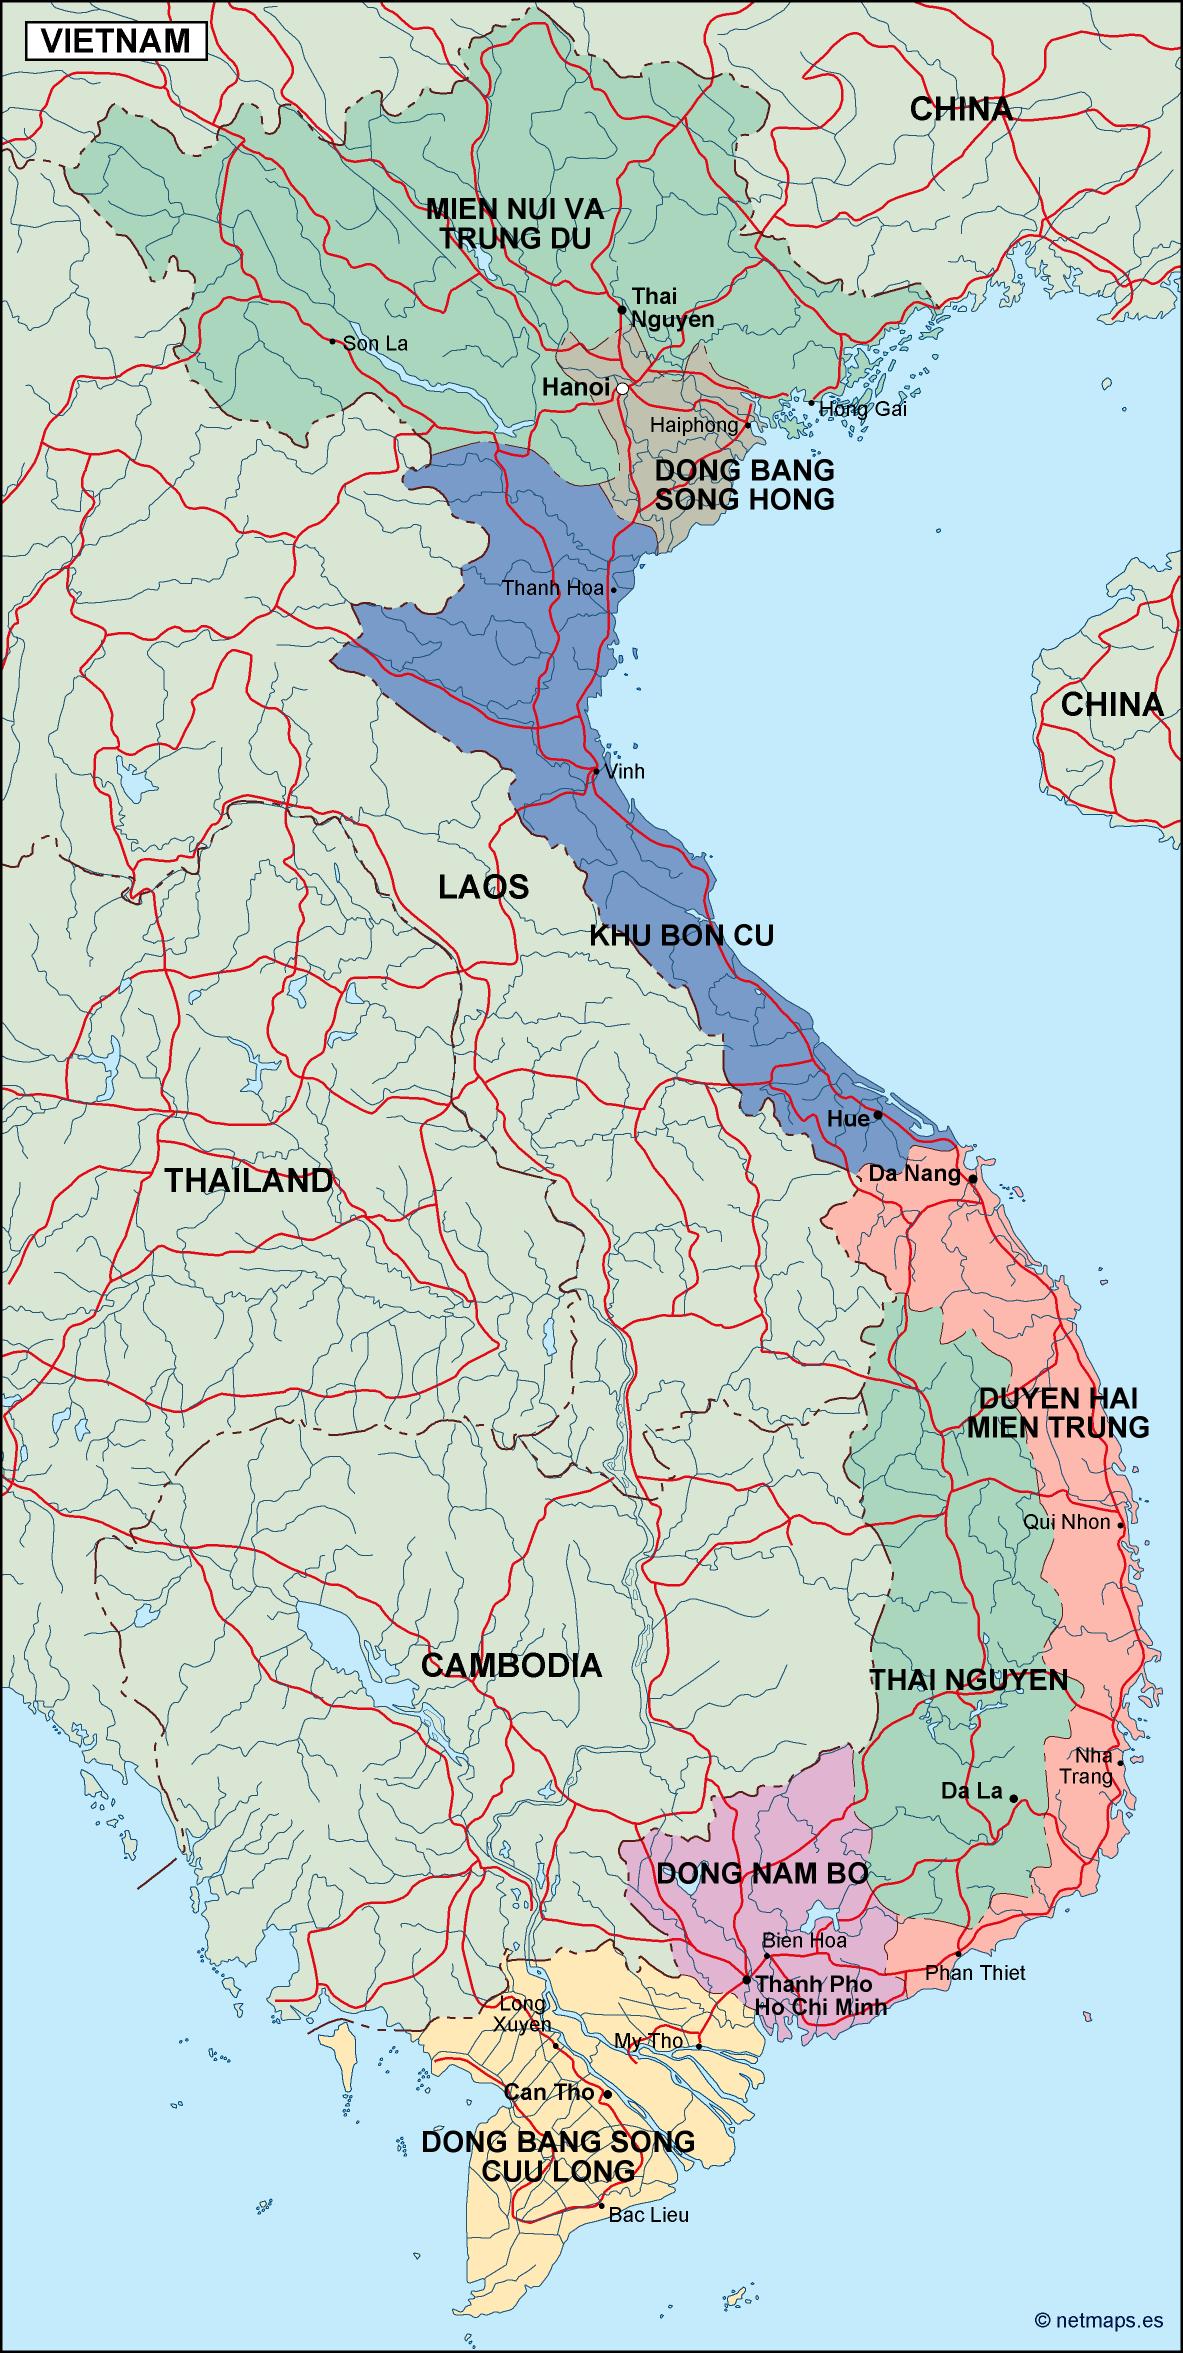 VIETNAM
CHINA
MIEN NUI VA
TRUNG DU
Thai
Nguyen
Son La
Hanoi
Hong Gai
Haiphong
DONG BANG
SONG HONG
Thanh Hoa
CHINA
Vinh
LAOS
KHU BON CU
Hue
Da Nang
THAILAND
DUYEN HAI
MIEN TRUNG
Qui Nhon
CAMBODIA
THAI NGUYEN
Nha
Trang
Da La
DONG NAM BO
Bien Hoa
Phan Thiet
Thanh Pho
Ho Chi Minh
Long
Xuyen
My Tho
Can Tho
DONG BANG SONG
CUU LONG
Bac Lieu
© netmaps.es